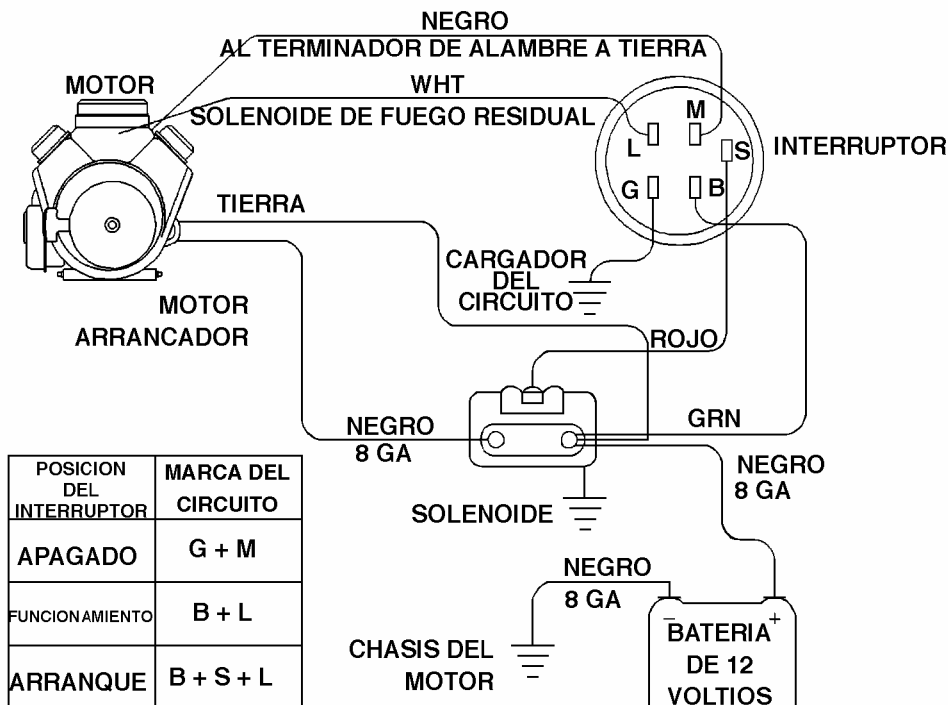 NEGRO
AL TERMINADOR DE ALAMBRE A TIERRA
MOTOR
WHT
SOLENOIDE DE FUEGO RESIDUAL
M
L
S
INTERRUPTOR
G
B
TIERRA
CARGADOR
DEL
CIRCUITO
MOTOR
ARRANCADOR
ROJO
GRN
NEGRO
8 GA
NEGRO
8 GA
SOLENOIDE
NEGRO
8 GA
CHASIS DEL
MOTOR
- +
BATERIA
DE 12
VOLTIOS
POSICION
DEL
INTERRUPTOR
MARCA DEL
CIRCUITO
APAGADO
G + M
FUNCIONAMIENTO
B + L
ARRANQUE
B + S + L